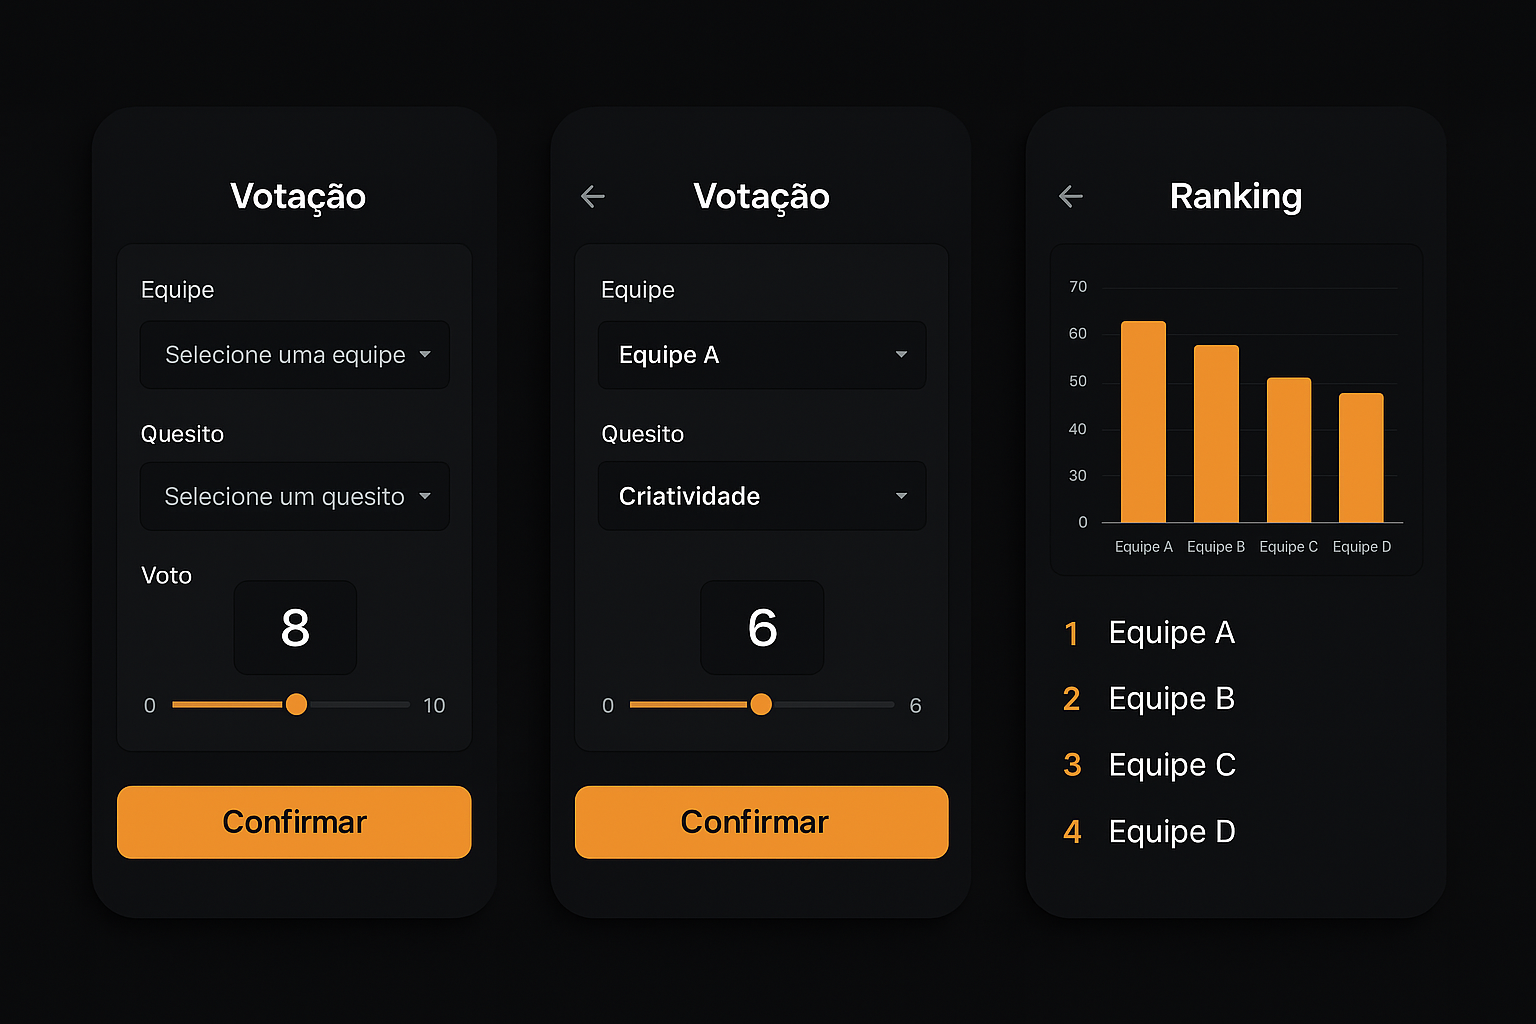 Votação
Equipe
Selecione uma equipe
Quesito
Selecione um quesito
Voto
8
0 10
Confirmar
Votação
Equipe
Equipe A
Quesito
Criatividade
6
0 6
Confirmar
Ranking
70
60
50
40
30
0
Equipe A Equipe B Equipe C Equipe D
1 Equipe A
2 Equipe B
3 Equipe C
4 Equipe D